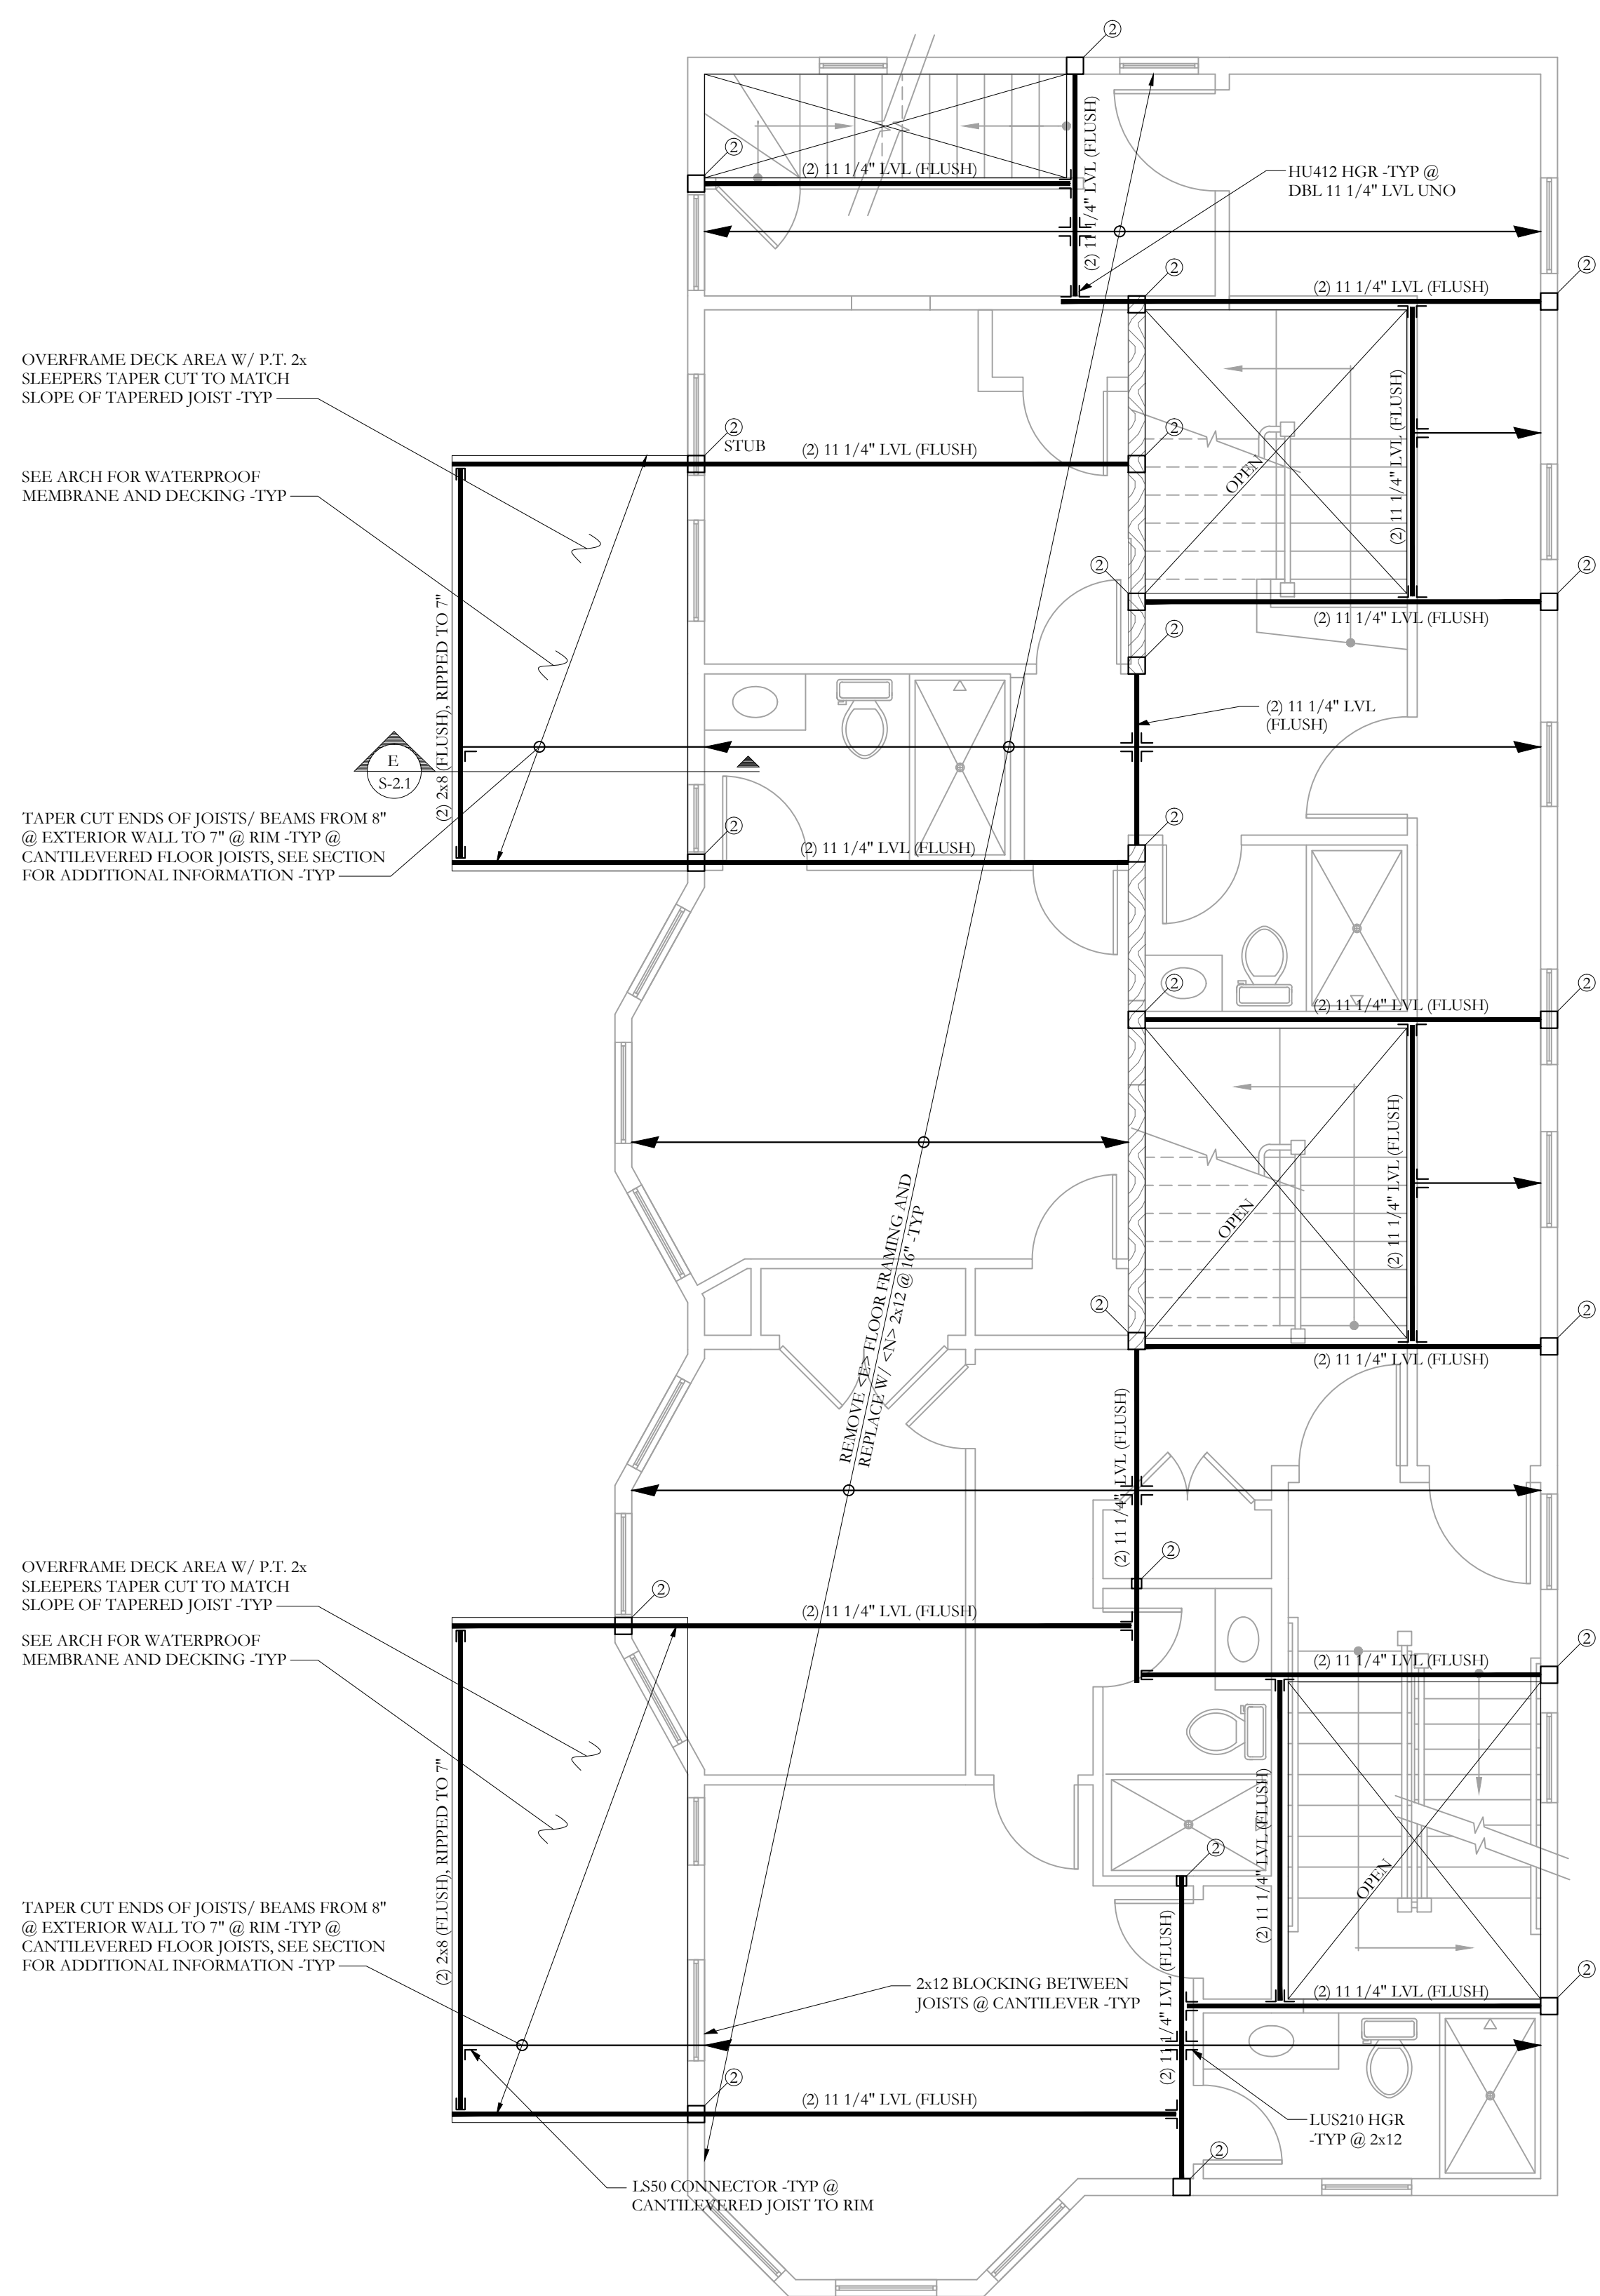 ②
②
(2) 11 1/4" LVL (FLUSH)
(2) 11 1/4" LVL (FLUSH)
HU412 HGR -TYP @
DBL 11 1/4" LVL UNO
②
②
(2) 11 1/4" LVL (FLUSH)
OVERFRAME DECK AREA W/ P.T. 2x
SLEEPERS TAPER CUT TO MATCH
SLOPE OF TAPERED JOIST -TYP
②
STUB
②
(2) 11 1/4" LVL (FLUSH)
(2) 11 1/4" LVL (FLUSH)
OPEN
SEE ARCH FOR WATERPROOF
MEMBRANE AND DECKING -TYP
②
②
(2) 11 1/4" LVL (FLUSH)
②
(2) 2x8 (FLUSH), RIPPED TO 7"
(2) 11 1/4" LVL
(FLUSH)
E
S-2.1
TAPER CUT ENDS OF JOISTS/ BEAMS FROM 8"
@ EXTERIOR WALL TO 7" @ RIM -TYP @
CANTILEVERED FLOOR JOISTS, SEE SECTION
FOR ADDITIONAL INFORMATION -TYP
②
②
(2) 11 1/4" LVL (FLUSH)
②
②
(2) 11 1/4" LVL (FLUSH)
(2) 11 1/4" LVL (FLUSH)
OPEN
REMOVE <E> FLOOR FRAMING AND
REPLACE W/ <N> 2x12 @ 16" -TYP
②
②
(2) 11 1/4" LVL (FLUSH)
(2) 11 1/4" LVL (FLUSH)
②
OVERFRAME DECK AREA W/ P.T. 2x
SLEEPERS TAPER CUT TO MATCH
SLOPE OF TAPERED JOIST -TYP
②
(2) 11 1/4" LVL (FLUSH)
SEE ARCH FOR WATERPROOF
MEMBRANE AND DECKING -TYP
②
(2) 11 1/4" LVL (FLUSH)
(2) 2x8 (FLUSH), RIPPED TO 7"
(2) 11 1/4" LVL (FLUSH)
②
OPEN
TAPER CUT ENDS OF JOISTS/ BEAMS FROM 8"
@ EXTERIOR WALL TO 7" @ RIM -TYP @
CANTILEVERED FLOOR JOISTS, SEE SECTION
FOR ADDITIONAL INFORMATION -TYP
(2) 11 1/4" LVL (FLUSH)
2x12 BLOCKING BETWEEN
JOISTS @ CANTILEVER -TYP
②
(2) 11 1/4" LVL (FLUSH)
②
(2) 11 1/4" LVL (FLUSH)
LUS210 HGR
-TYP @ 2x12
②
LS50 CONNECTOR -TYP @
CANTILEVERED JOIST TO RIM